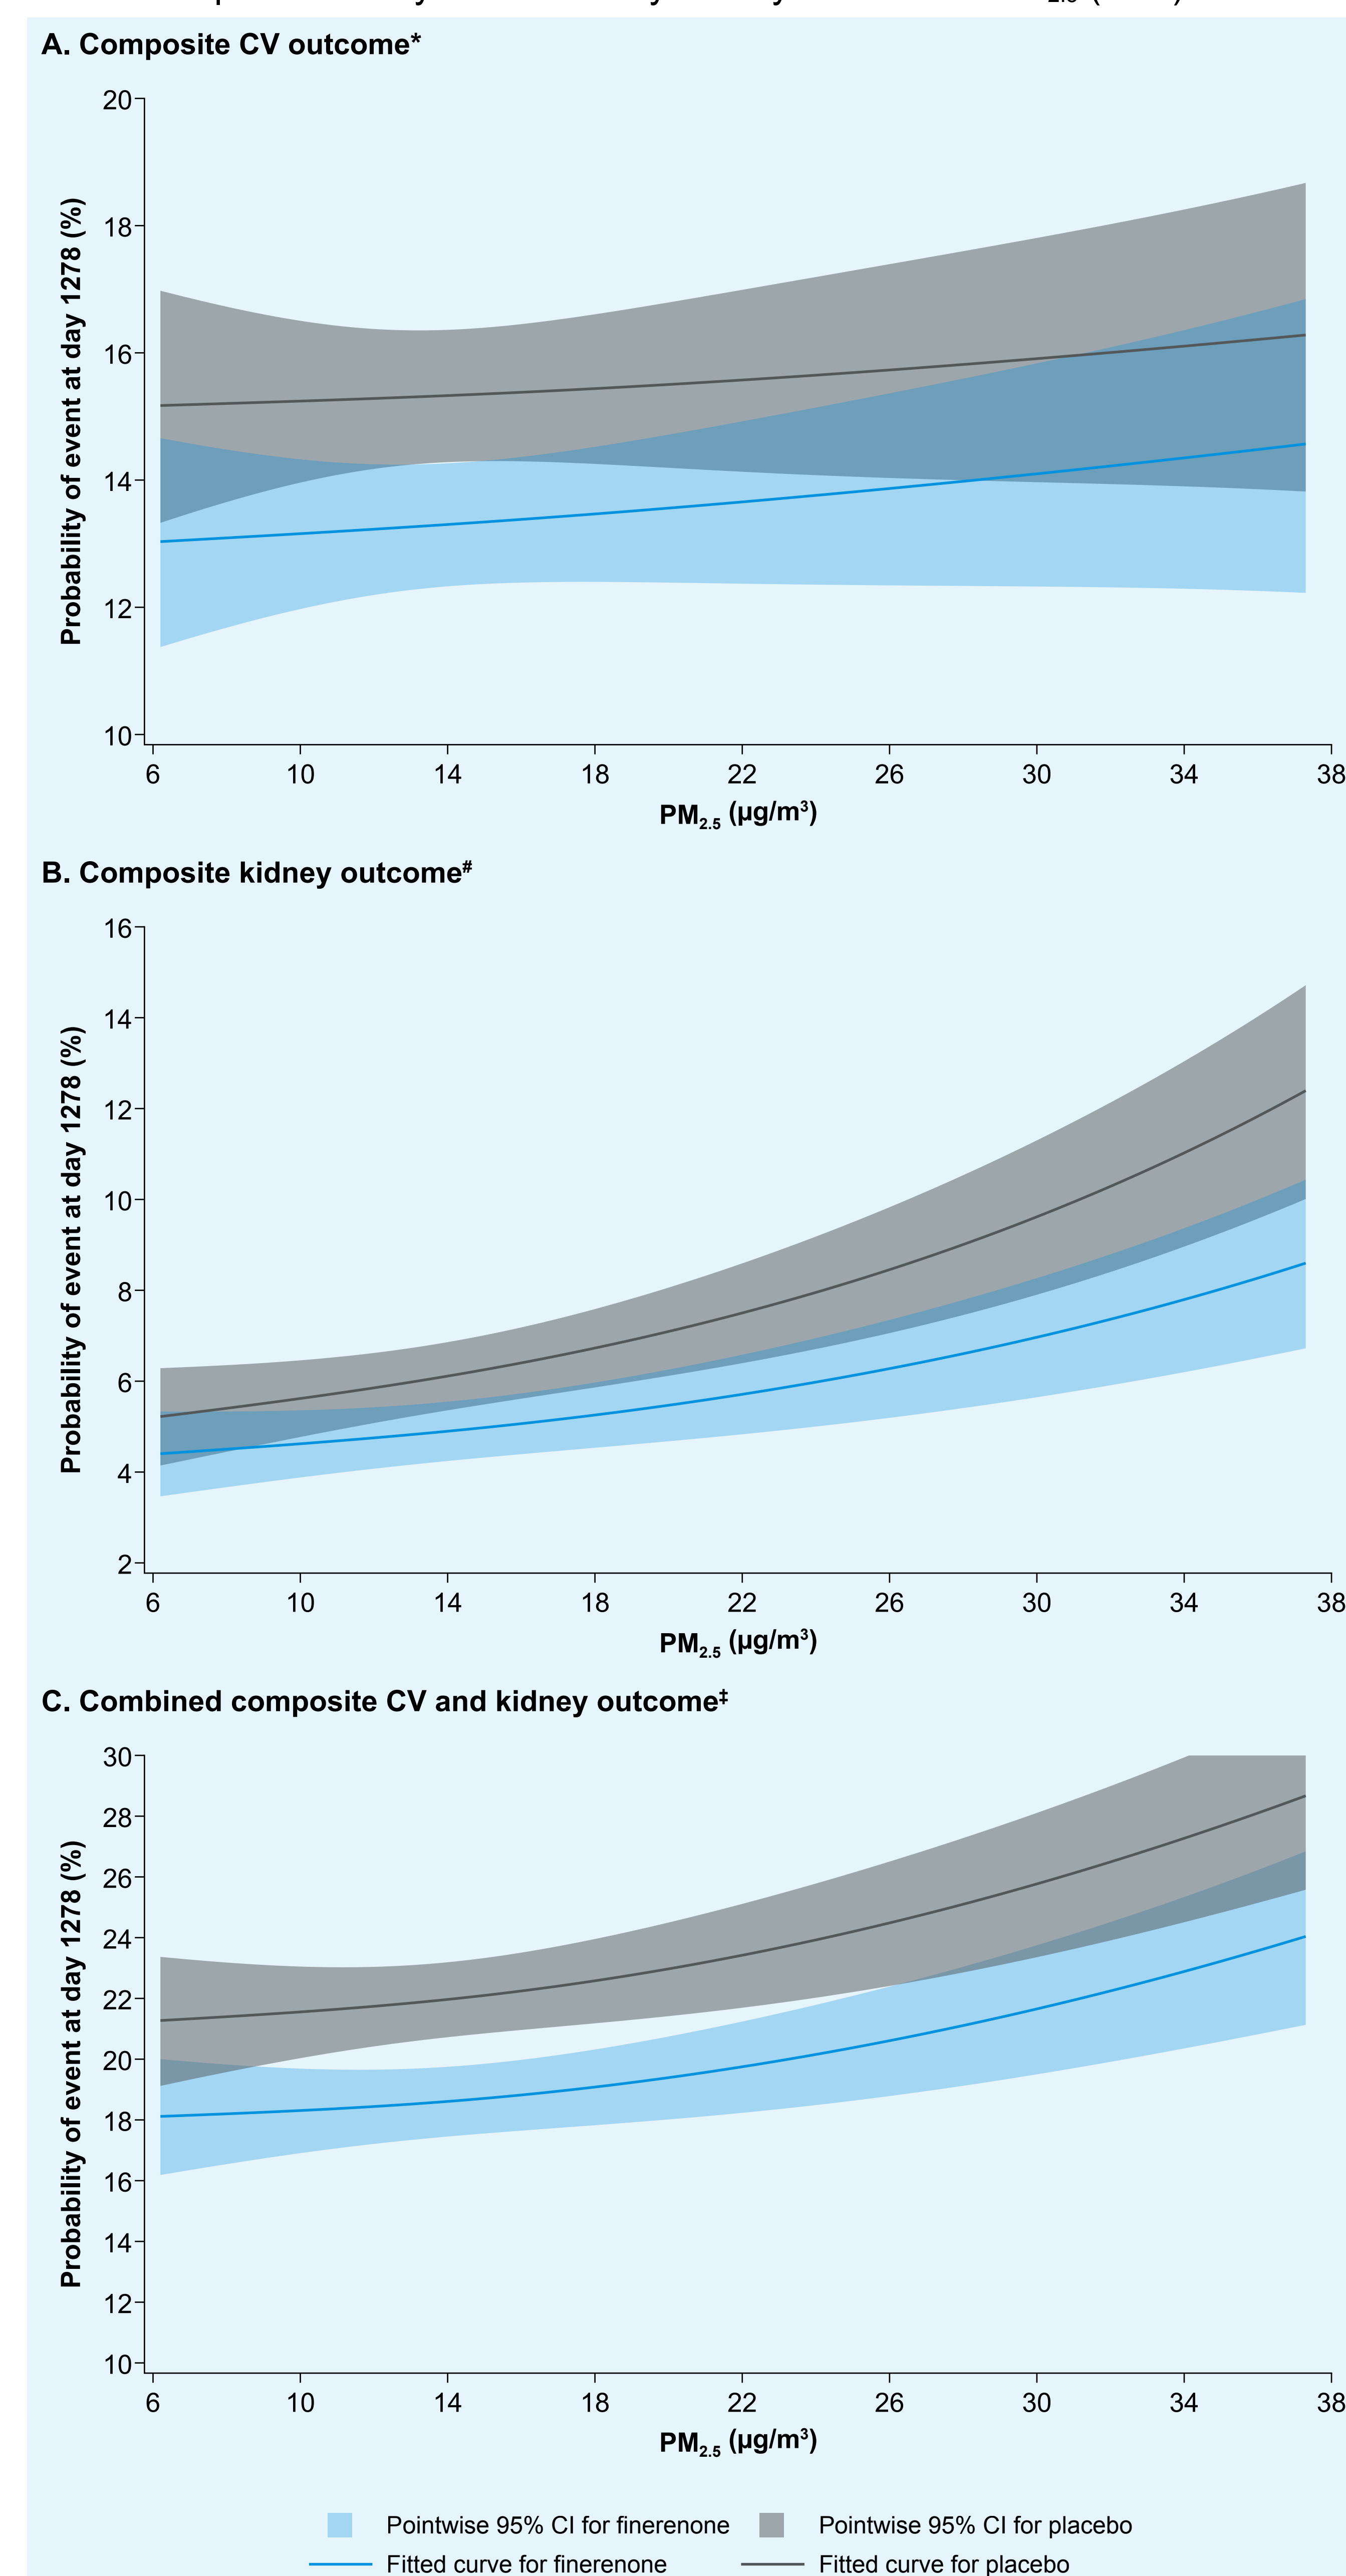 A. Composite CV outcome*
Probability of event at day 1278 (%)
20
18
16
14
12
10
6 10 14 18 22 26 30 34 38
PM2.5 (µg/m³)
B. Composite kidney outcome#
Probability of event at day 1278 (%)
16
14
12
10
8
6
4
2
6 10 14 18 22 26 30 34 38
PM2.5 (µg/m³)
C. Combined composite CV and kidney outcome‡
Probability of event at day 1278 (%)
30
28
26
24
22
20
18
16
14
12
10
6 10 14 18 22 26 30 34 38
PM2.5 (µg/m³)
Pointwise 95% CI for finerenone Pointwise 95% CI for placebo
Fitted curve for finerenone Fitted curve for placebo